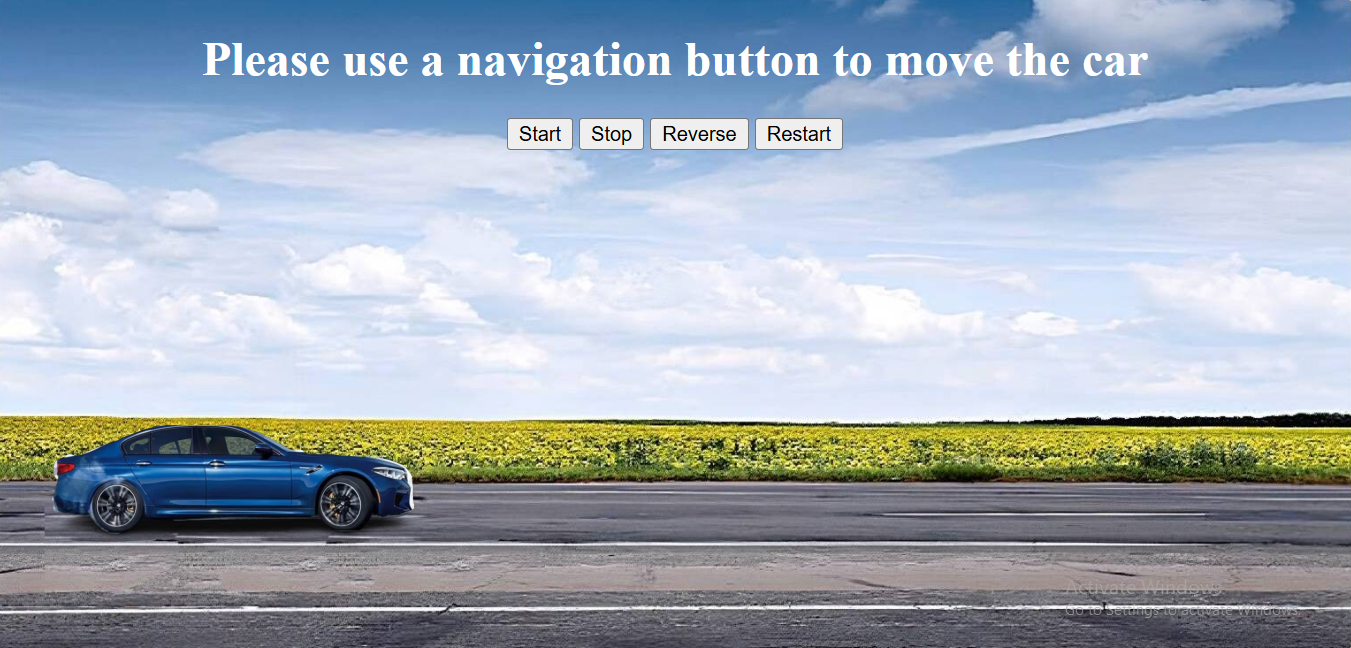 Please use a navigation button to move the car
Start Stop Reverse Restart
Activate Windows
Go to Settings to activate Windows.